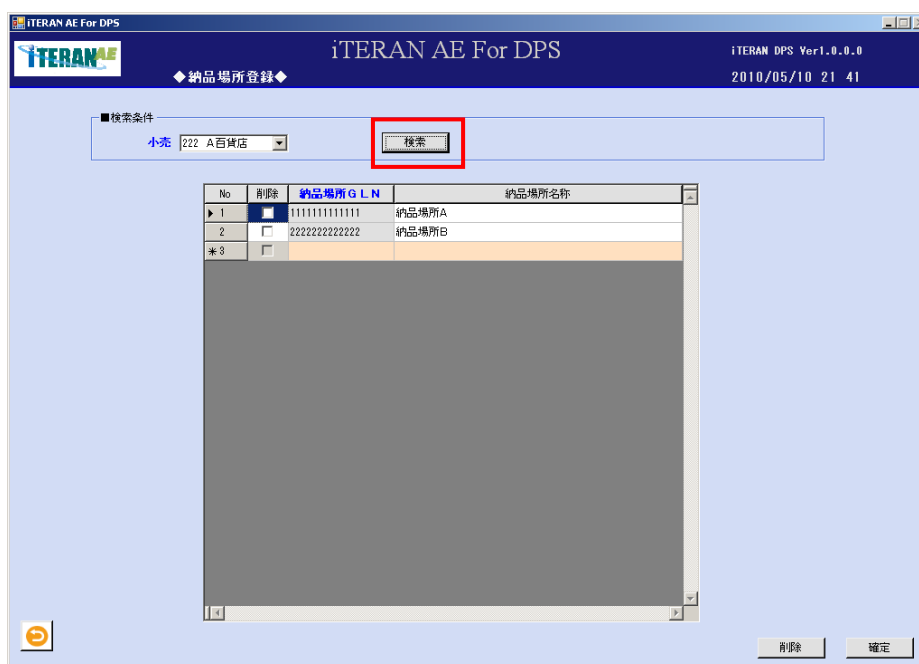 iTERAN AE For DPS
iTERAN AE
iTERAN AE For DPS
iTERAN DPS Ver1.0.0.0
◆納品場所登録◆
2010/05/10 21 41
■検索条件
小売 222 A百貨店 検索
No 削除 納品場所GLN 納品場所名称
1 1111111111111 納品場所A
2 2222222222222 納品場所B
*3
削除 確定